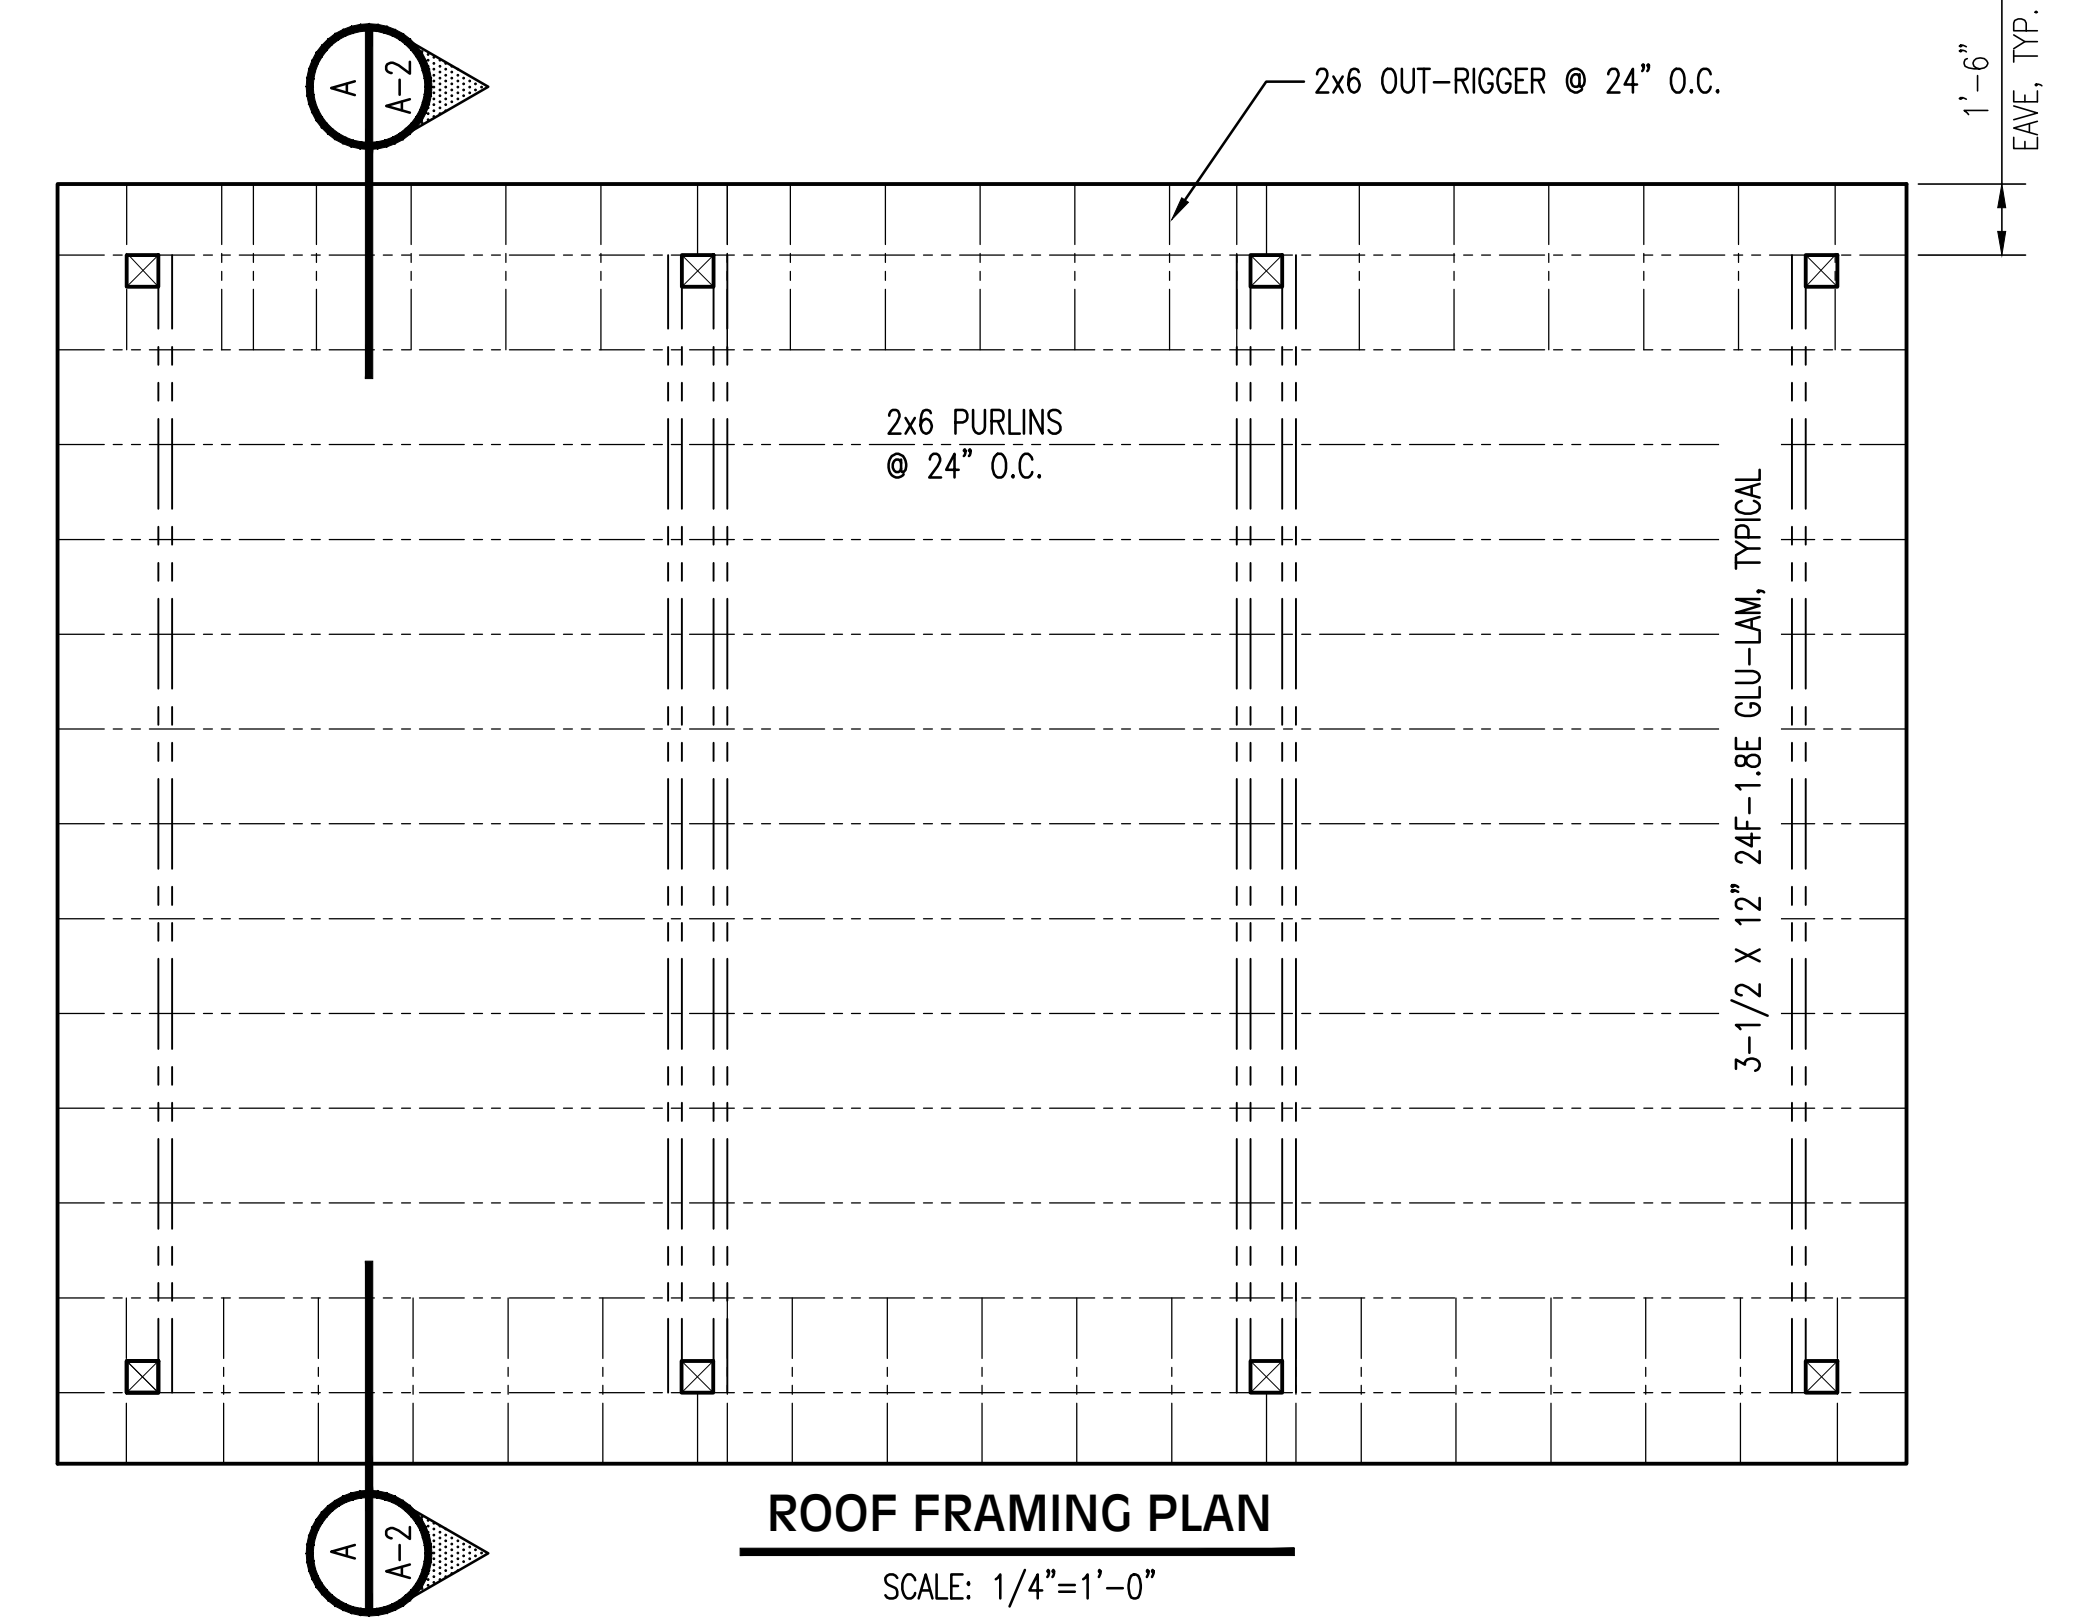 A
A-2
2x6 OUT-RIGGER @ 24" O.C.
1'-6"
EAVE, TYP.
2x6 PURLINS
@ 24" O.C.
3-1/2 X 12" 24F-1.8E GLU-LAM, TYPICAL
A
A-2
ROOF FRAMING PLAN
SCALE: 1/4"=1'-0"